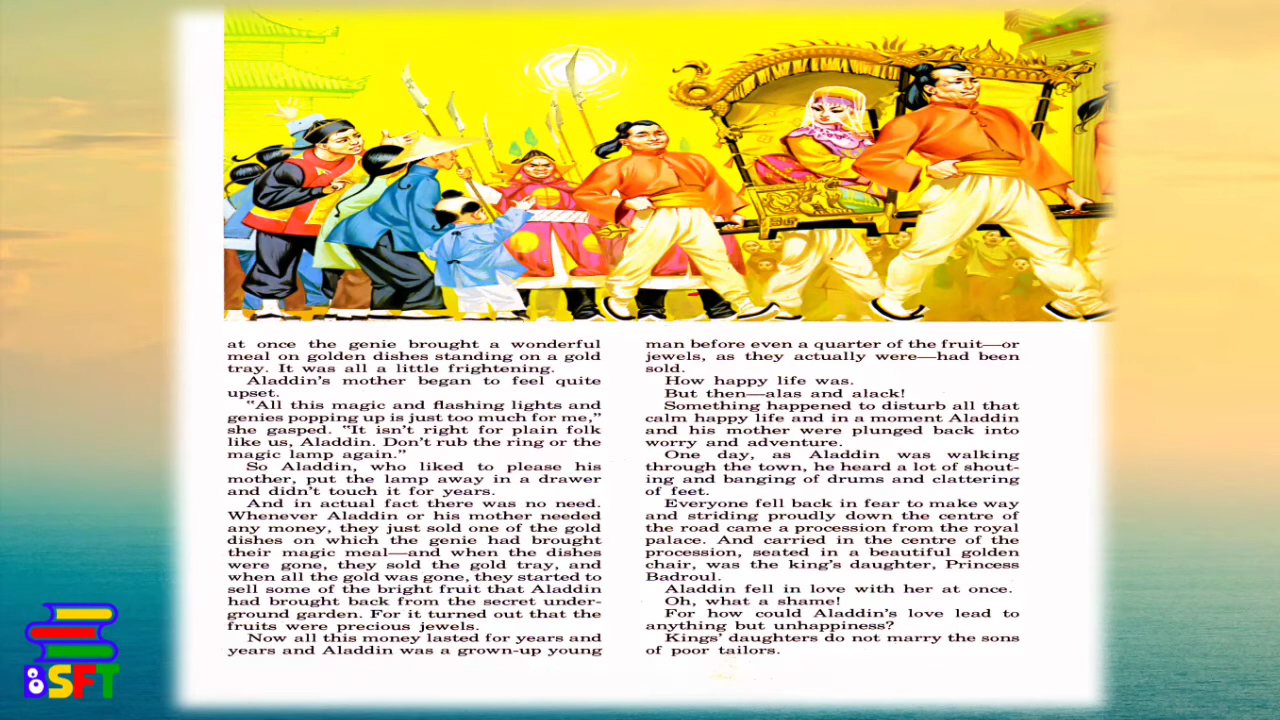 at once the genie brought a wonderful
meal on golden dishes standing on a gold
tray. It was all a little frightening.
Aladdin's mother began to feel quite
upset.
"All this magic and flashing lights and
genies popping up is just too much for me,"
she gasped. "It isn't right for plain folk
like us, Aladdin. Don't rub the ring or the
magic lamp again."
So Aladdin, who liked to please his
mother, put the lamp away in a drawer
and didn't touch it for years.
And in actual fact there was no need.
Whenever Aladdin or his mother needed
any money, they just sold one of the gold
dishes on which the genie had brought
their magic meal—and when the dishes
were gone, they sold the gold tray, and
when all the gold was gone, they started to
sell some of the bright fruit that Aladdin
had brought back from the secret under-
ground garden. For it turned out that the
fruits were precious jewels.
Now all this money lasted for years and
years and Aladdin was a grown-up young
man before even a quarter of the fruit—or
jewels, as they actually were—had been
sold.
How happy life was.
But then—alas and alack!
Something happened to disturb all that
calm happy life and in a moment Aladdin
and his mother were plunged back into
worry and adventure.
One day, as Aladdin was walking
through the town, he heard a lot of shout-
ing and banging of drums and clattering
of feet.
Everyone fell back in fear to make way
and striding proudly down the centre of
the road came a procession from the royal
palace. And carried in the centre of the
procession, seated in a beautiful golden
chair, was the king's daughter, Princess
Badroul.
Aladdin fell in love with her at once.
Oh, what a shame!
For how could Aladdin's love lead to
anything but unhappiness?
Kings' daughters do not marry the sons
of poor tailors.
BSFT